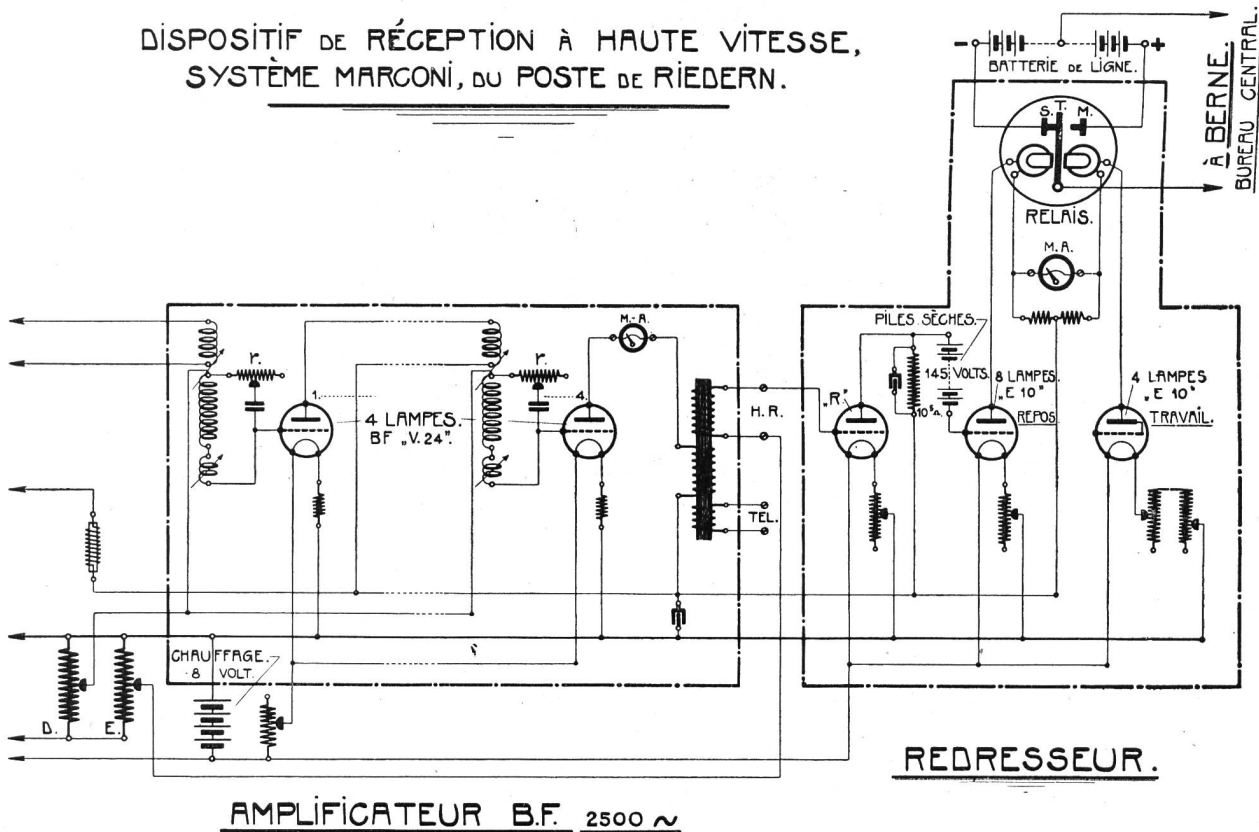 DISPOSITIF DE RÉCEPTION À HAUTE VITESSE,
SYSTÈME MARCONI, DU POSTE DE RIEDERN.
- +
BATTERIE DE LIGNE.
À BERNE.
BUREAU CENTRAL.
S. T. M.
RELAIS.
M.A.
PILES SÈCHES.
145 VOLTS.
8 LAMPES
„E 10"
REPOS
4 LAMPES
„E 10"
TRAVAIL.
„R"
r.
1.
4 LAMPES.
BF „V.24".
r.
4.
M.-A.
H.R.
TEL.
CHAUFFAGE.
8 VOLT.
D.
E.
REDRESSEUR.
AMPLIFICATEUR B.F. 2500 ~